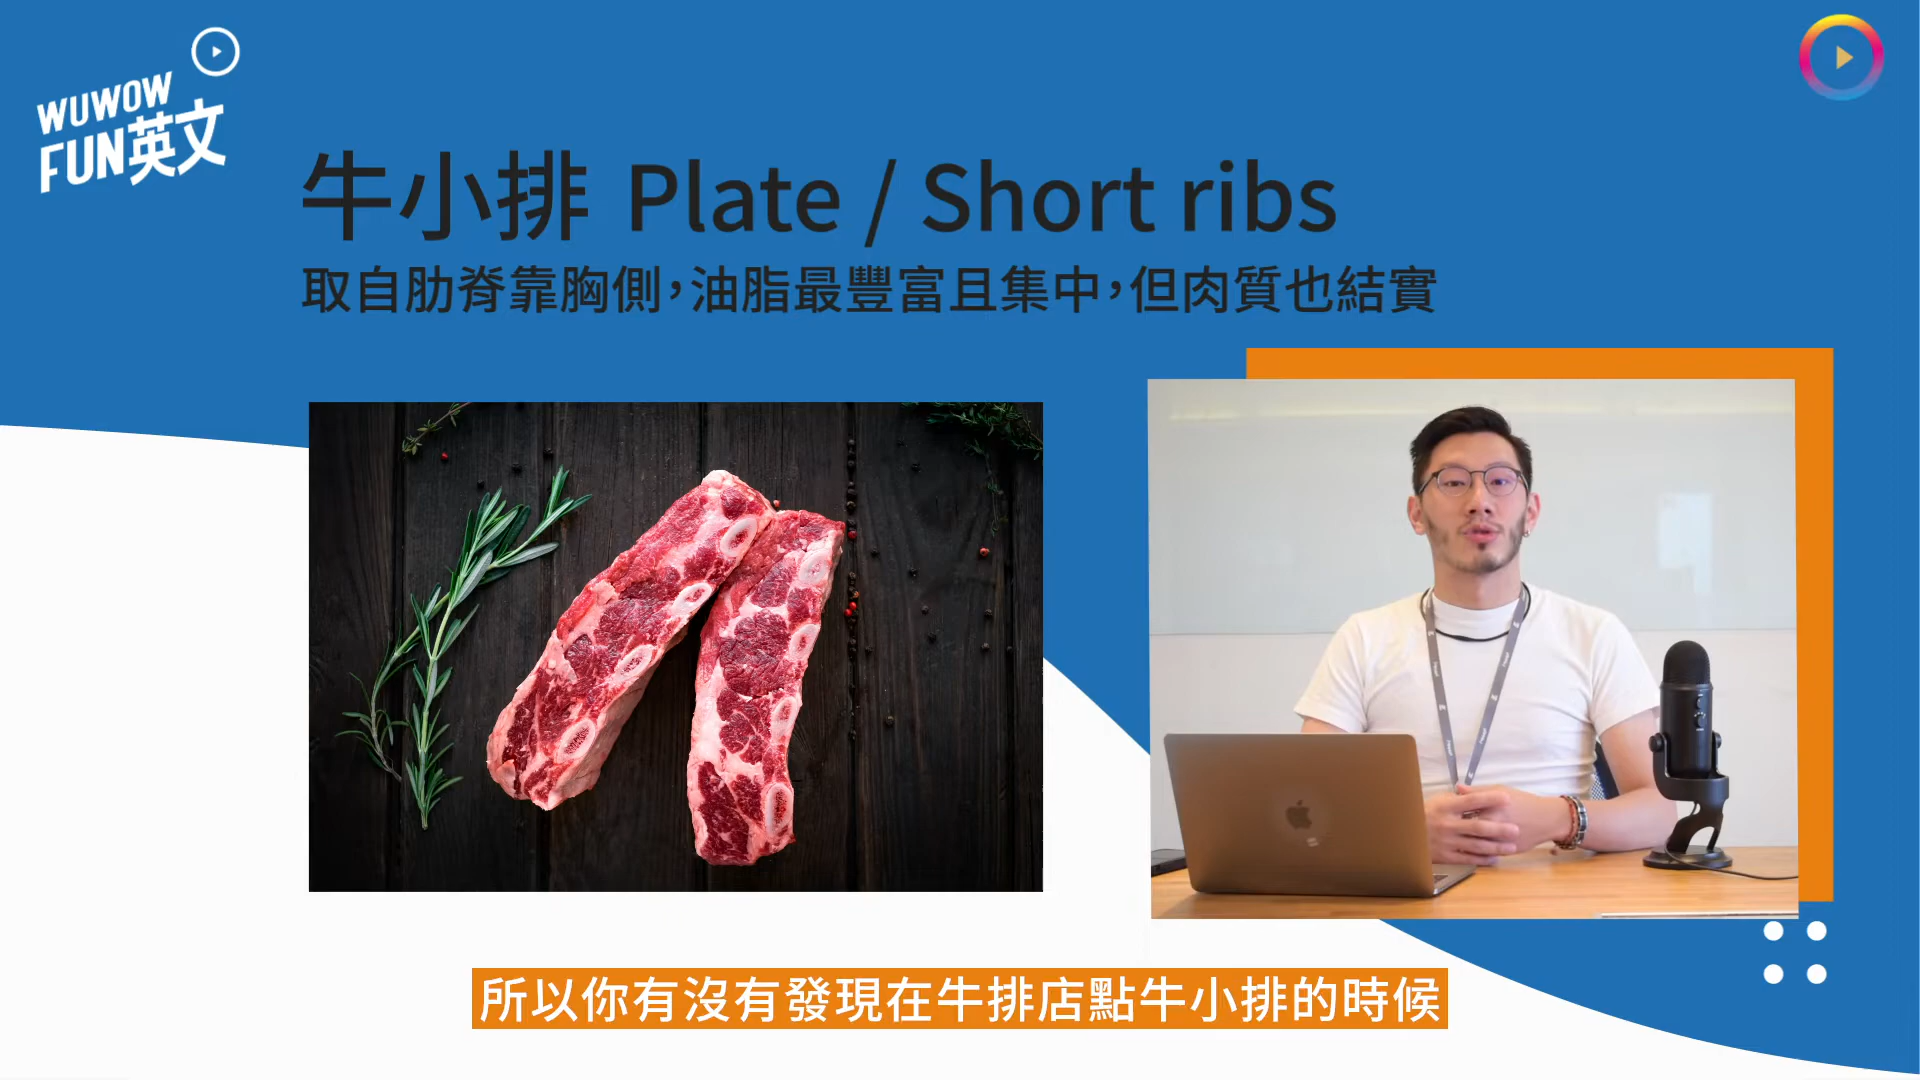 WUWOW
FUN英文
牛小排 Plate / Short ribs
取自肋脊靠胸側,油脂最豐富且集中,但肉質也結實
所以你有沒有發現在牛排店點牛小排的時候